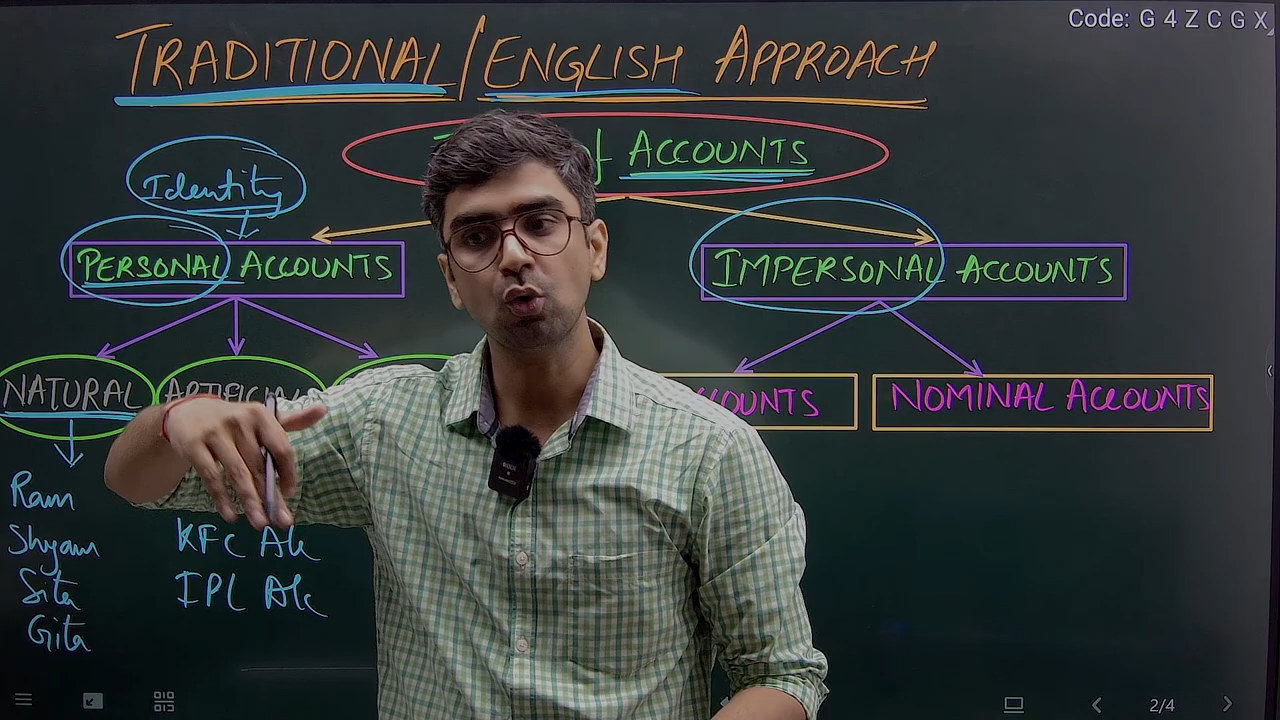 Code: G 4 Z C G X
TRADITIONAL/ENGLISH APPROACH
Identity
ACCOUNTS
PERSONAL ACCOUNTS
IMPERSONAL ACCOUNTS
NATURAL ARTIFICIAL
NOMINAL ACCOUNTS
Ram
Shyam
KFC A/c
Sita
IPL A/c
Gita
2/4